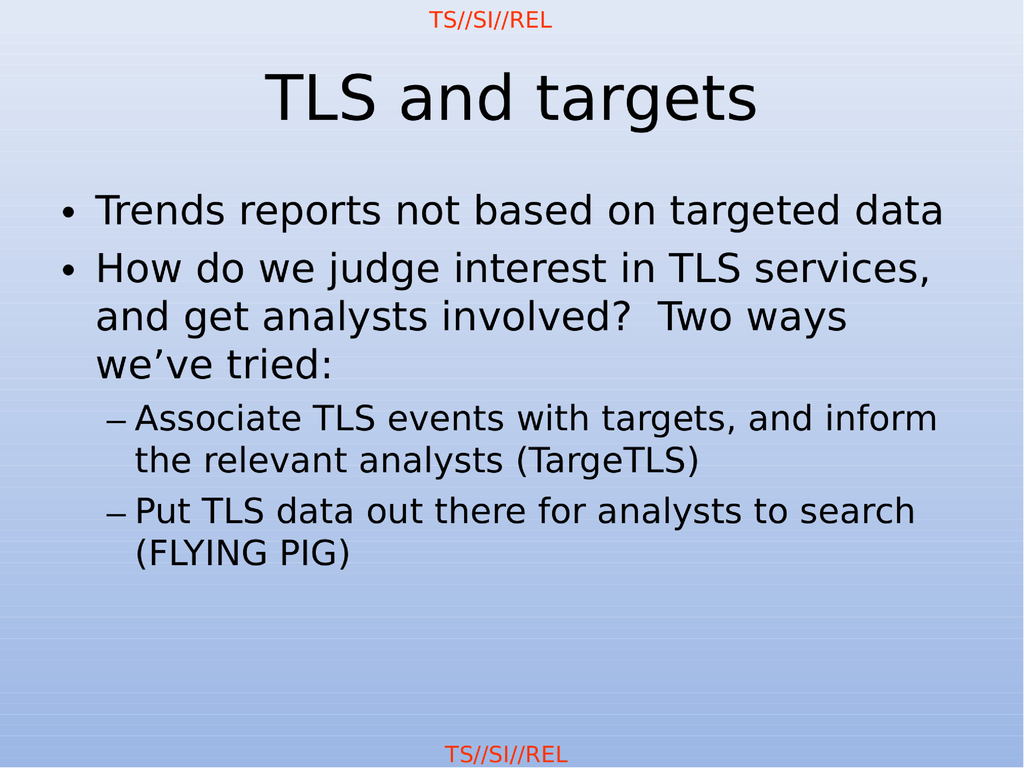 TS//SI//REL
TLS and targets
• Trends reports not based on targeted data
• How do we judge interest in TLS services,
and get analysts involved?  Two ways
we’ve tried:
– Associate TLS events with targets, and inform
the relevant analysts (TargeTLS)
– Put TLS data out there for analysts to search
(FLYING PIG)
TS//SI//REL